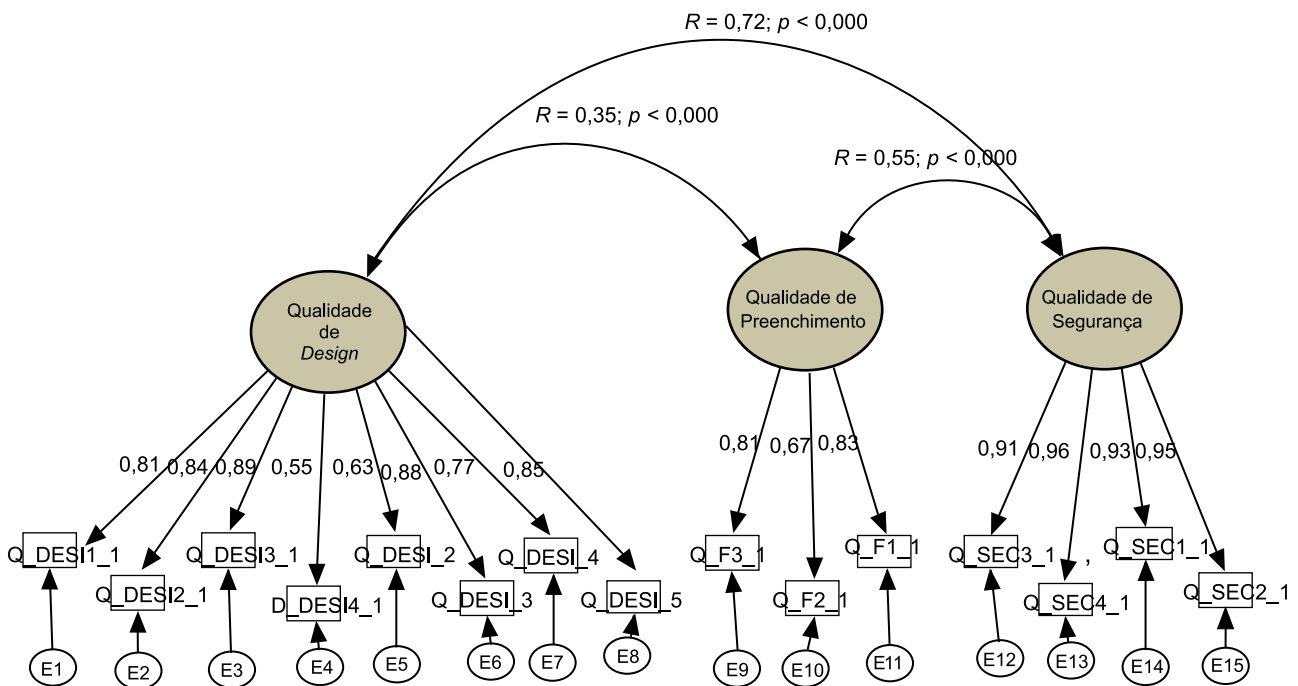 R = 0,72; p < 0,000
R = 0,35; p < 0,000
R = 0,55; p < 0,000
Qualidade
de
Design
Qualidade de
Preenchimento
Qualidade de
Segurança
0,81
0,84
0,89
0,55
0,63
0,88
0,77
0,85
0,81
0,67
0,83
0,91
0,96
0,93
0,95
Q_DESI1_1
Q_DESI2_1
Q_DESI3_1
D_DESI4_1
Q_DESI_2
Q_DESI_3
Q_DESI_4
Q_DESI_5
Q_F3_1
Q_F2_1
Q_F1_1
Q_SEC3_1
Q_SEC4_1
,
Q_SEC1_1
Q_SEC2_1
E1
E2
E3
E4
E5
E6
E7
E8
E9
E10
E11
E12
E13
E14
E15